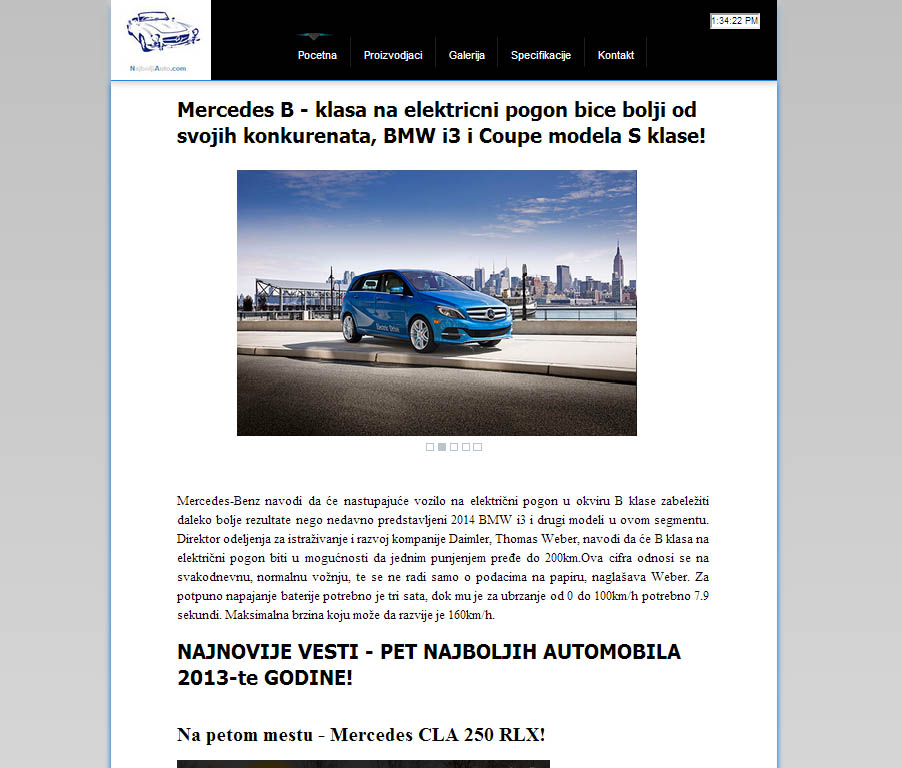 1:34:22 PM
NajboljiAuto.com
Pocetna
Proizvodjaci
Galerija
Specifikacije
Kontakt
Mercedes B - klasa na elektricni pogon bice bolji od
svojih konkurenata, BMW i3 i Coupe modela S klase!
Electric Drive
Mercedes-Benz navodi da će nastupajuće vozilo na električni pogon u okviru B klase zabeležiti
daleko bolje rezultate nego nedavno predstavljeni 2014 BMW i3 i drugi modeli u ovom segmentu.
Direktor odeljenja za istraživanje i razvoj kompanije Daimler, Thomas Weber, navodi da će B klasa na
električni pogon biti u mogućnosti da jednim punjenjem pređe do 200km.Ova cifra odnosi se na
svakodnevnu, normalnu vožnju, te se ne radi samo o podacima na papiru, naglašava Weber. Za
potpuno napajanje baterije potrebno je tri sata, dok mu je za ubrzanje od 0 do 100km/h potrebno 7.9
sekundi. Maksimalna brzina koju može da razvije je 160km/h.
NAJNOVIJE VESTI - PET NAJBOLJIH AUTOMOBILA
2013-te GODINE!
Na petom mestu - Mercedes CLA 250 RLX!